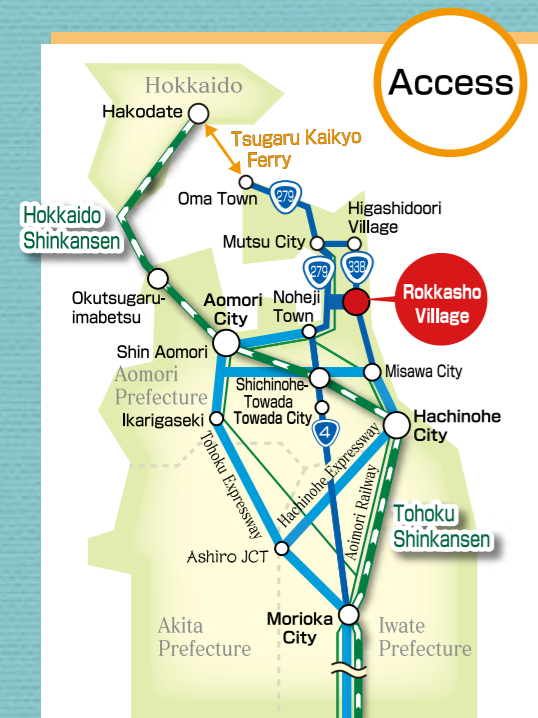 Access
Hokkaido
Hakodate
Tsugaru Kaikyo
Ferry
Oma Town
279
Higashidoori
Village
Hokkaido
Shinkansen
Mutsu City
279
338
Okutsugaru-
imabetsu
Aomori
City
Noheji
Town
Rokkasho
Village
Shin Aomori
Aomori
Prefecture
Shichinohe-
Towada
Misawa City
Towada City
Ikarigaseki
Hachinohe
City
4
Tohoku Expressway
Hachinohe Expressway
Aoimori Railway
Tohoku
Shinkansen
Ashiro JCT
Morioka
City
Akita
Prefecture
Iwate
Prefecture